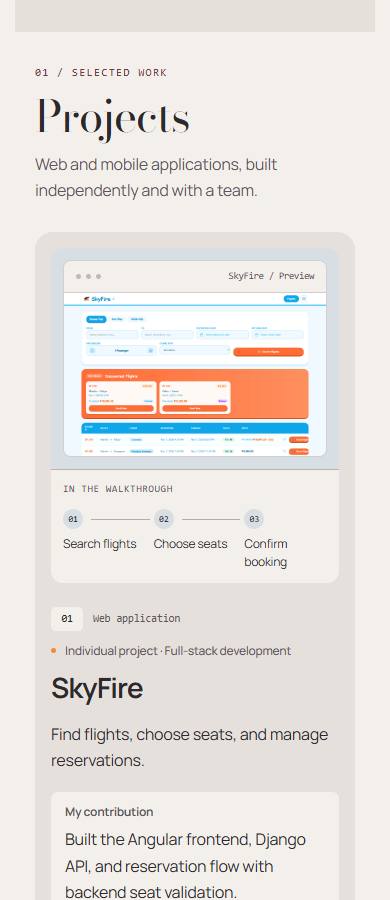 01 / SELECTED WORK
Projects
Web and mobile applications, built
independently and with a team.
SkyFire / Preview
SkyFire
IN THE WALKTHROUGH
01 02 03
Search flights Choose seats Confirm
booking
01 Web application
Individual project · Full-stack development
SkyFire
Find flights, choose seats, and manage
reservations.
My contribution
Built the Angular frontend, Django
API, and reservation flow with
backend seat validation.